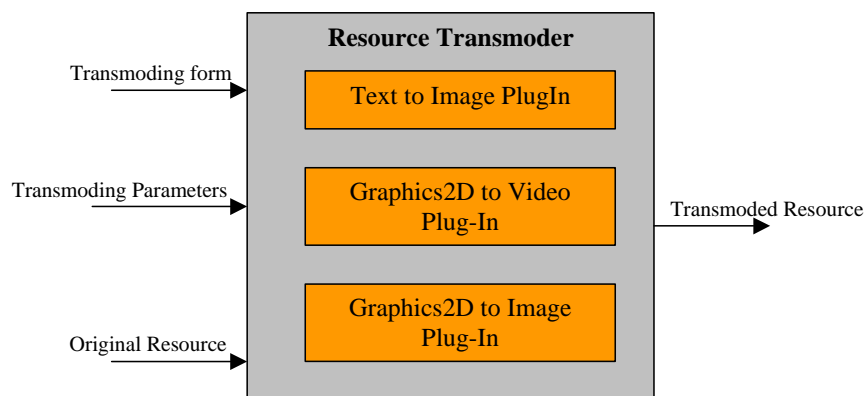 Resource Transmoder
Transmoding form
Text to Image PlugIn
Transmoding Parameters
Graphics2D to Video
Plug-In
Transmoded Resource
Graphics2D to Image
Plug-In
Original Resource